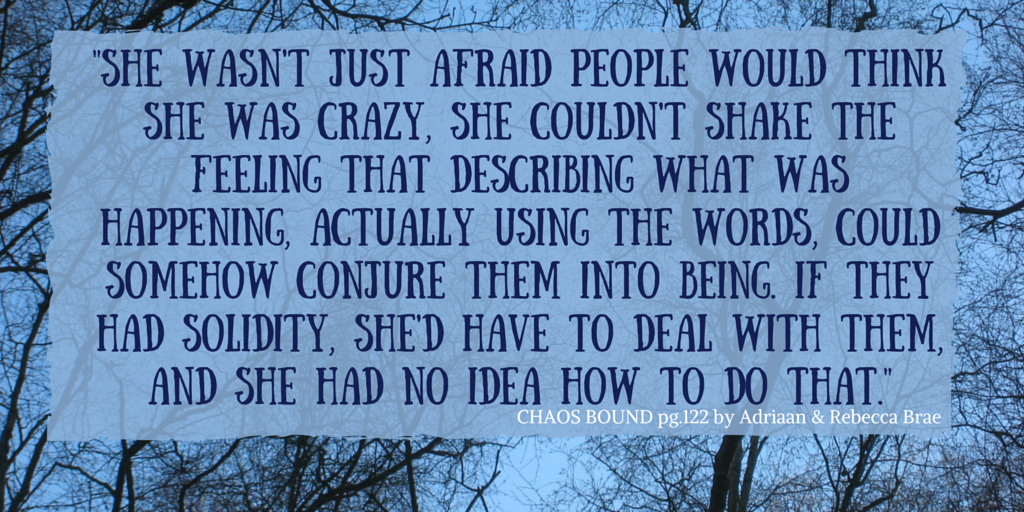 "SHE WASN'T JUST AFRAID PEOPLE WOULD THINK
SHE WAS CRAZY, SHE COULDN'T SHAKE THE
FEELING THAT DESCRIBING WHAT WAS
HAPPENING, ACTUALLY USING THE WORDS, COULD
SOMEHOW CONJURE THEM INTO BEING. IF THEY
HAD SOLIDITY, SHE'D HAVE TO DEAL WITH THEM,
AND SHE HAD NO IDEA HOW TO DO THAT."
CHAOS BOUND pg.122 by Adriaan & Rebecca Brae